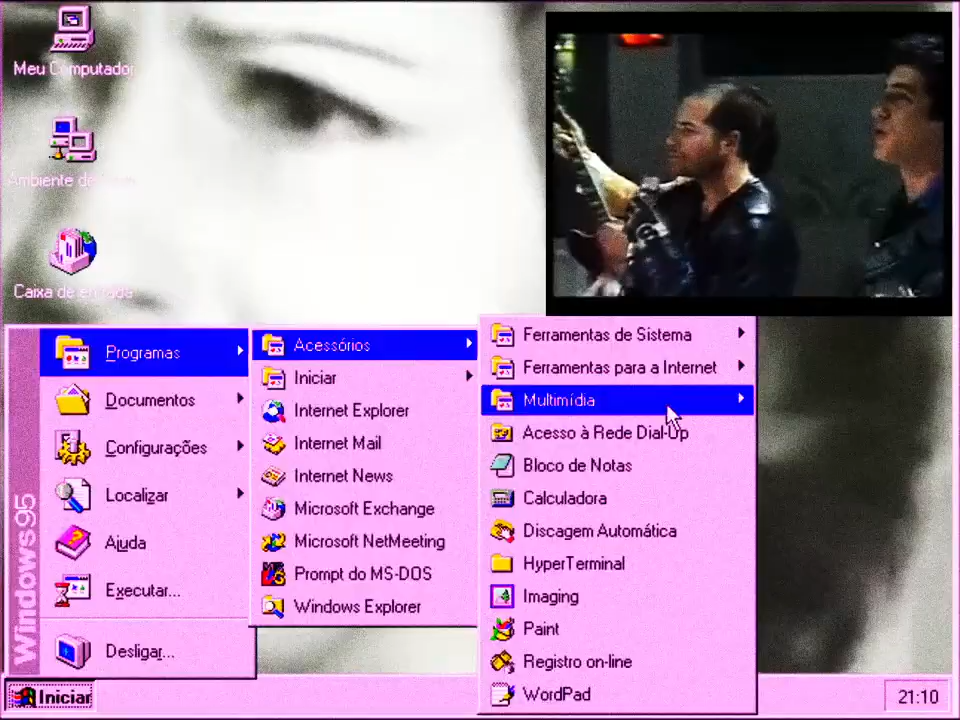 Meu Computador
Ambiente de
Caixa de entrada
Programas
Documentos
Configurações
Localizar
Ajuda
Executar...
Desligar...
Windows95
Acessórios
Iniciar
Internet Explorer
Internet Mail
Internet News
Microsoft Exchange
Microsoft NetMeeting
Prompt do MS-DOS
Windows Explorer
Ferramentas de Sistema
Ferramentas para a Internet
Multimídia
Acesso à Rede Dial-Up
Bloco de Notas
Calculadora
Discagem Automática
HyperTerminal
Imaging
Paint
Registro on-line
WordPad
Iniciar
21:10